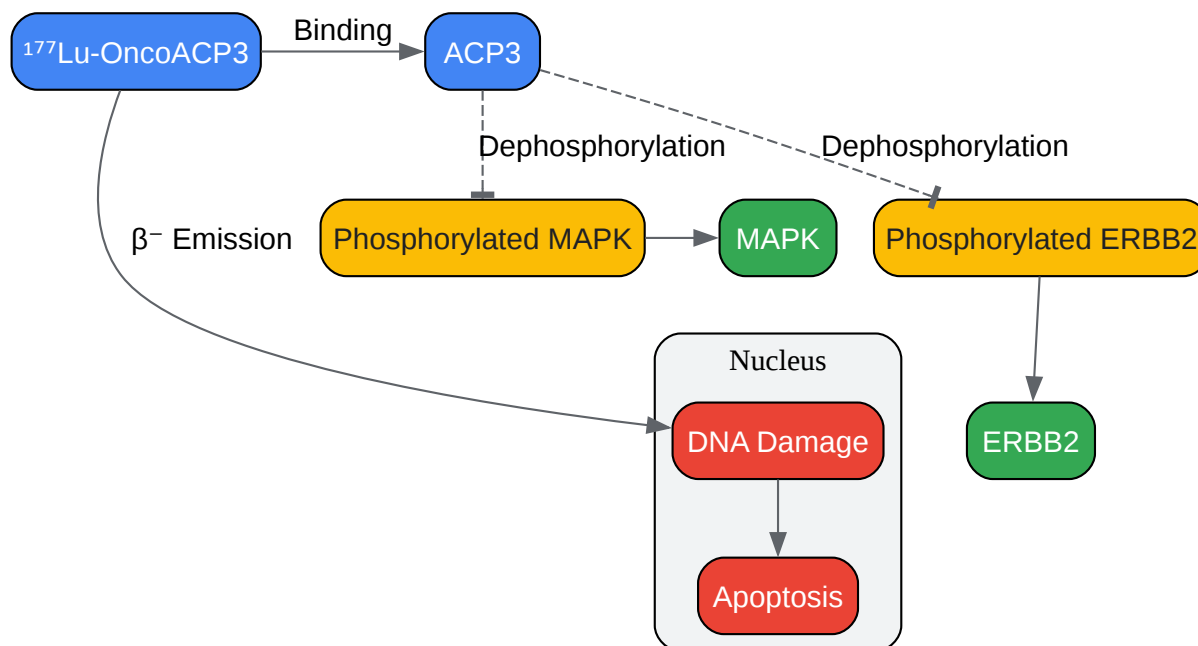 ¹⁷⁷Lu-OncoACP3
Binding
ACP3
Dephosphorylation
Dephosphorylation
β⁻ Emission
Phosphorylated MAPK
MAPK
Phosphorylated ERBB2
Nucleus
DNA Damage
ERBB2
Apoptosis